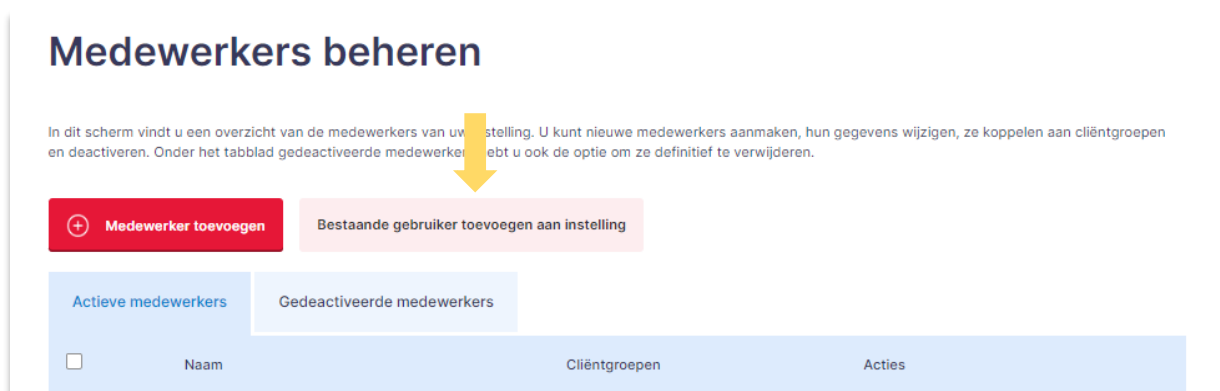 Medewerkers beheren
In dit scherm vindt u een overzicht van de medewerkers van uw U kunt nieuwe medewerkers aanmaken, hun gegevens wijzigen, ze koppelen aan cliëntgroepen
en deactiveren. Onder het tabblad gedeactiveerde u ook de optie om ze definitief te verwijderen.
Medewerker toevoegen
Bestaande gebruiker toevoegen aan instelling
Actieve medewerkers
Gedeactiveerde medewerkers
Naam
Cliëntgroepen
Acties